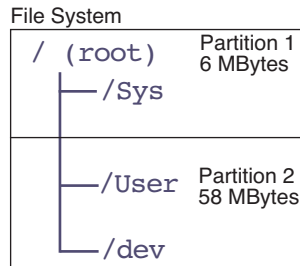 File System
/ (root)
Partition 1
6 MBytes
/Sys
/User
Partition 2
58 MBytes
/dev